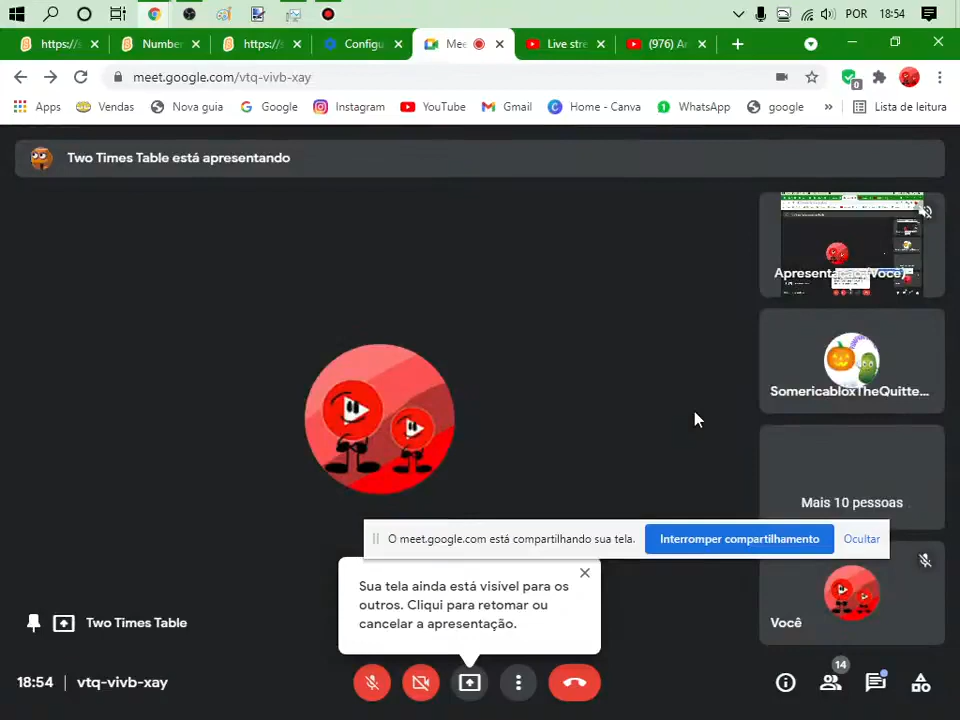 POR 18:54
https://s
Number
https://s
Configu
Mee
Live stre
(976) Ar
meet.google.com/vtq-vivb-xay
0
Apps Vendas Nova guia Google Instagram YouTube Gmail Home - Canva WhatsApp google » Lista de leitura
Two Times Table está apresentando
Apresentação (Você)
SomericabloxTheQuitte...
Mais 10 pessoas
O meet.google.com está compartilhando sua tela. Interromper compartilhamento Ocultar
Sua tela ainda está visível para os
outros. Cliqui para retomar ou
cancelar a apresentação.
Two Times Table
Você
18:54 | vtq-vivb-xay
14